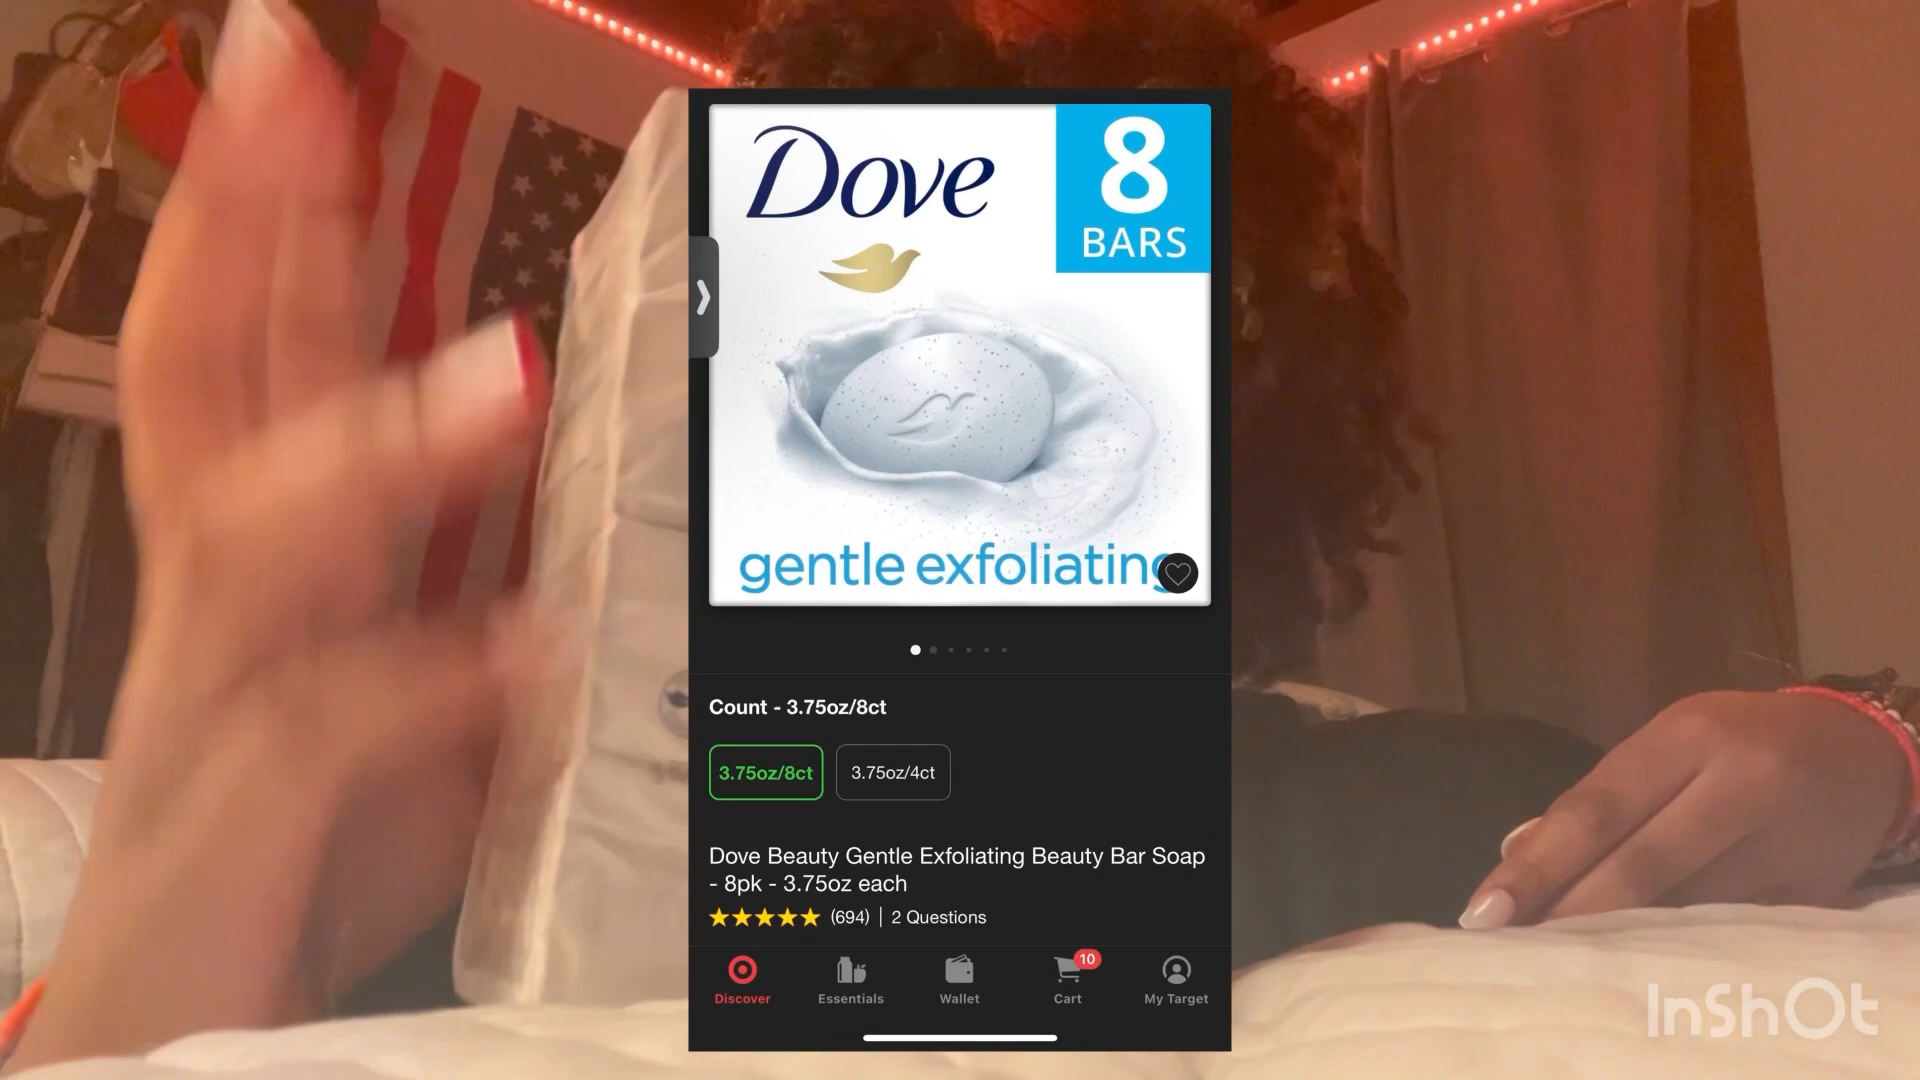 Dove
8
BARS
gentle exfoliating
Count - 3.75oz/8ct
3.75oz/8ct
3.75oz/4ct
Dove Beauty Gentle Exfoliating Beauty Bar Soap
- 8pk - 3.75oz each
(694) | 2 Questions
10
Discover
Essentials
Wallet
Cart
My Target
InShOt